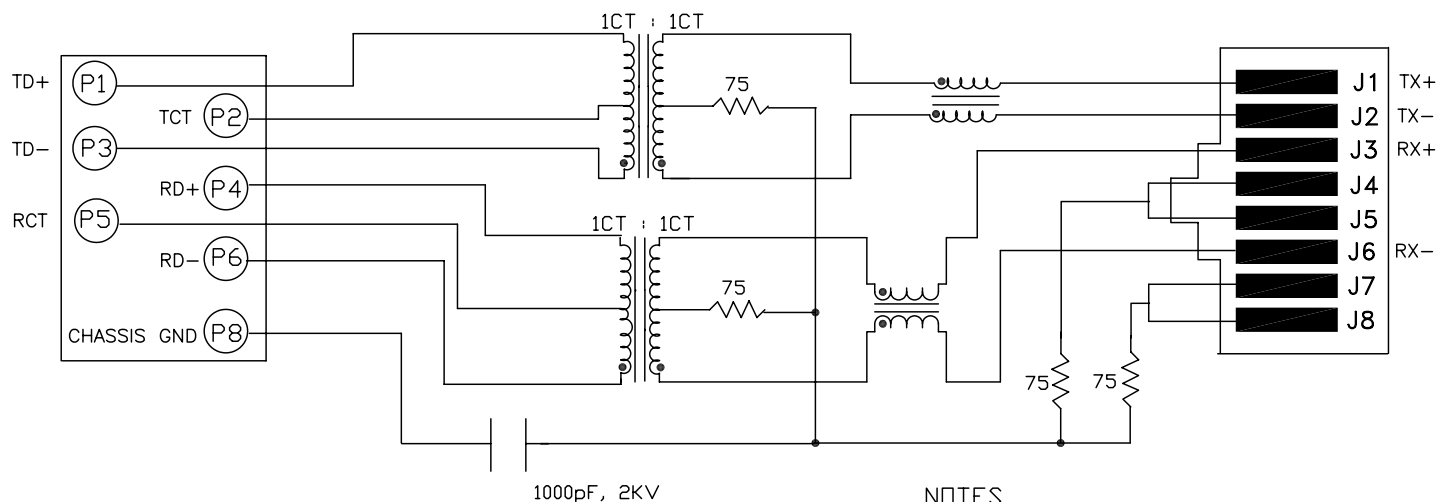 1CT : 1CT
TD+
P1
TCT
P2
TD-
P3
RD+
P4
RCT
P5
RD-
P6
CHASSIS GND
P8
75
1CT : 1CT
75
75
75
1000pF, 2KV
J1 TX+
J2 TX-
J3 RX+
J4
J5
J6 RX-
J7
J8
NOTES